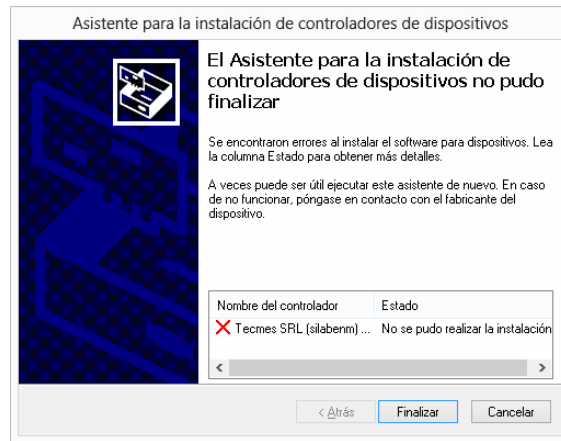 Asistente para la instalación de controladores de dispositivos
El Asistente para la instalación de
controladores de dispositivos no pudo
finalizar
Se encontraron errores al instalar el software para dispositivos. Lea
la columna Estado para obtener más detalles.
A veces puede ser útil ejecutar este asistente de nuevo. En caso
de no funcionar, póngase en contacto con el fabricante del
dispositivo.
Nombre del controlador Estado
Tecmes SRL (silabenm) ... No se pudo realizar la instalación
< Atrás Finalizar Cancelar